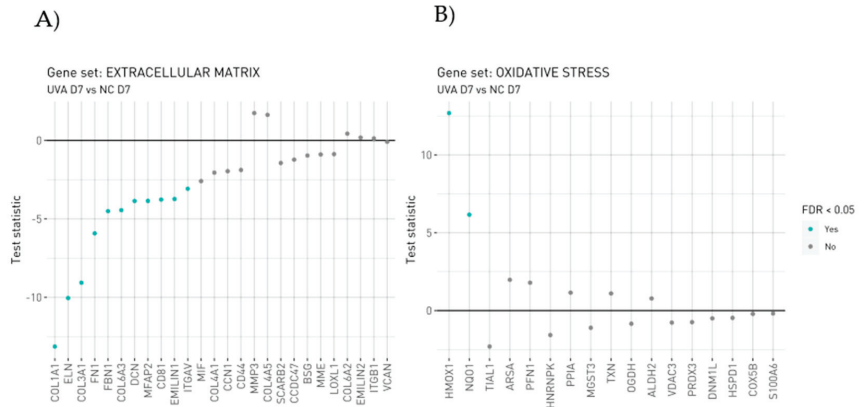 A)
Gene set: EXTRACELLULAR MATRIX
UVA D7 vs NC D7
Test statistic
0
-5
-10
COL1A1
ELN
COL3A1
FN1
FBN1
COL6A3
DCN
MFAP2
CD81
EMILIN1
ITGAV
MIF
COL4A1
CCN1
CD44
MMP3
COL4A5
SCARB2
CCDC47
BSG
MME
LOXL1
COL6A2
EMILIN2
ITGB1
VCAN
B)
Gene set: OXIDATIVE STRESS
UVA D7 vs NC D7
Test statistic
10
5
0
HMOX1
NQO1
TIAL1
ARSA
PFN1
HNRNPK
PPIA
MGST3
TXN
OGDH
ALDH2
VDAC3
PRDX3
DNM1L
HSPD1
COX5B
S100A6
FDR < 0.05
Yes
No